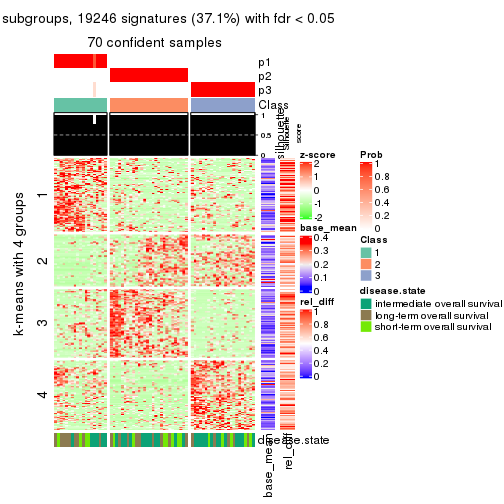 subgroups, 19246 signatures (37.1%) with fdr < 0.05
70 confident samples
p1
p2
p3
Class
1
0.5
0
silhouette
Silhouette
score
k-means with 4 groups
1
2
3
4
disease.state
base_mean
rel_diff
z-score
2
1
0
-1
-2
base_mean
0.4
0.3
0.2
0.1
0
rel_diff
1
0.8
0.6
0.4
0.2
0
Prob
1
0.8
0.6
0.4
0.2
0
Class
1
2
3
disease.state
intermediate overall survival
long-term overall survival
short-term overall survival